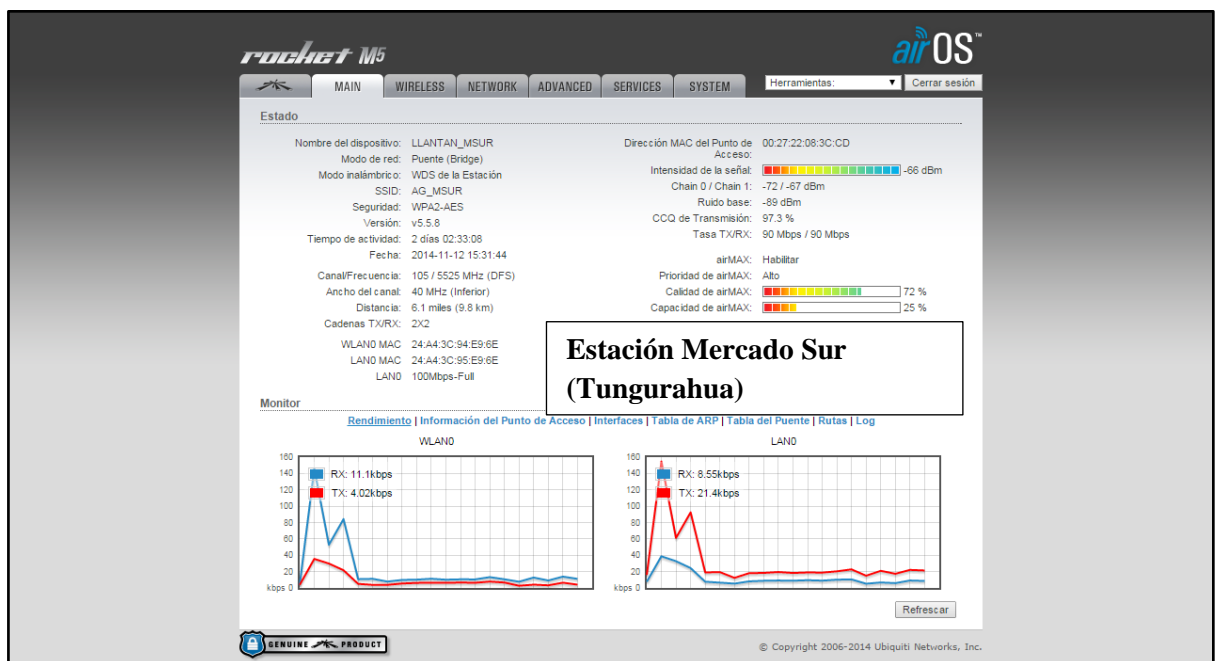 rocket M5
airOS™
MAIN WIRELESS NETWORK ADVANCED SERVICES SYSTEM Herramientas: Cerrar sesión
Estado
Nombre del dispositivo: LLANTAN_MSUR
Modo de red: Puente (Bridge)
Modo inalámbrico: WDS de la Estación
SSID: AG_MSUR
Seguridad: WPA2-AES
Versión: v5.5.8
Tiempo de actividad: 2 días 02:33:08
Fecha: 2014-11-12 15:31:44
Canal/Frecuencia: 105 / 5525 MHz (DFS)
Ancho del canal: 40 MHz (Inferior)
Distancia: 6.1 miles (9.8 km)
Cadenas TX/RX: 2X2
WLAN0 MAC 24:A4:3C:94:E9:6E
LAN0 MAC 24:A4:3C:95:E9:6E
LAN0 100Mbps-Full
Dirección MAC del Punto de Acceso: 00:27:22:08:3C:CD
Intensidad de la señal: -66 dBm
Chain 0 / Chain 1: -72 / -67 dBm
Ruido base: -89 dBm
CCQ de Transmisión: 97.3 %
Tasa TX/RX: 90 Mbps / 90 Mbps
airMAX: Habilitar
Prioridad de airMAX: Alto
Calidad de airMAX: 72 %
Capacidad de airMAX: 25 %
Estación Mercado Sur
(Tungurahua)
Monitor
Rendimiento | Información del Punto de Acceso | Interfaces | Tabla de ARP | Tabla del Puente | Rutas | Log
WLAN0
160
140
120
100
80
60
40
20
kbps 0
RX: 11.1kbps
TX: 4.02kbps
LAN0
160
140
120
100
80
60
40
20
kbps 0
RX: 8.55kbps
TX: 21.4kbps
Refrescar
GENUINE PRODUCT
© Copyright 2006-2014 Ubiquiti Networks, Inc.